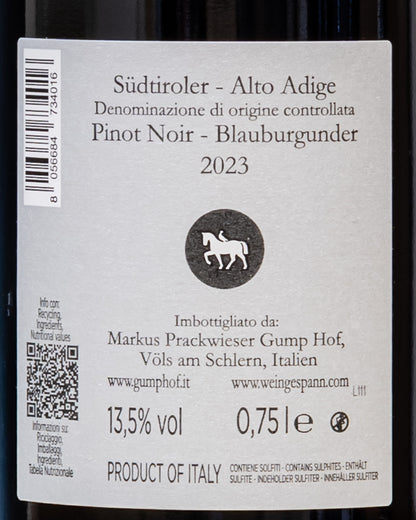 Südtiroler - Alto Adige
Denominazione di origine controllata
Pinot Noir - Blauburgunder
2023
8 056684 734016
Imbottigliato da:
Markus Prackwieser Gump Hof,
Völs am Schlern, Italien
www.gumphof.it www.weingespann.com
L111
13,5% vol 0,75 l e
PRODUCT OF ITALY
CONTIENE SOLFITI - CONTAINS SULPHITES - ENTHÄLT
SULFITE - INDEHOLDER SULFITER - INNEHÅLLER SULFITER
Info con:
Recycling,
Ingredients,
Nutritional values
Informazioni su:
Riciclaggio,
Imballaggi,
Ingredienti,
Tabella Nutrizionale